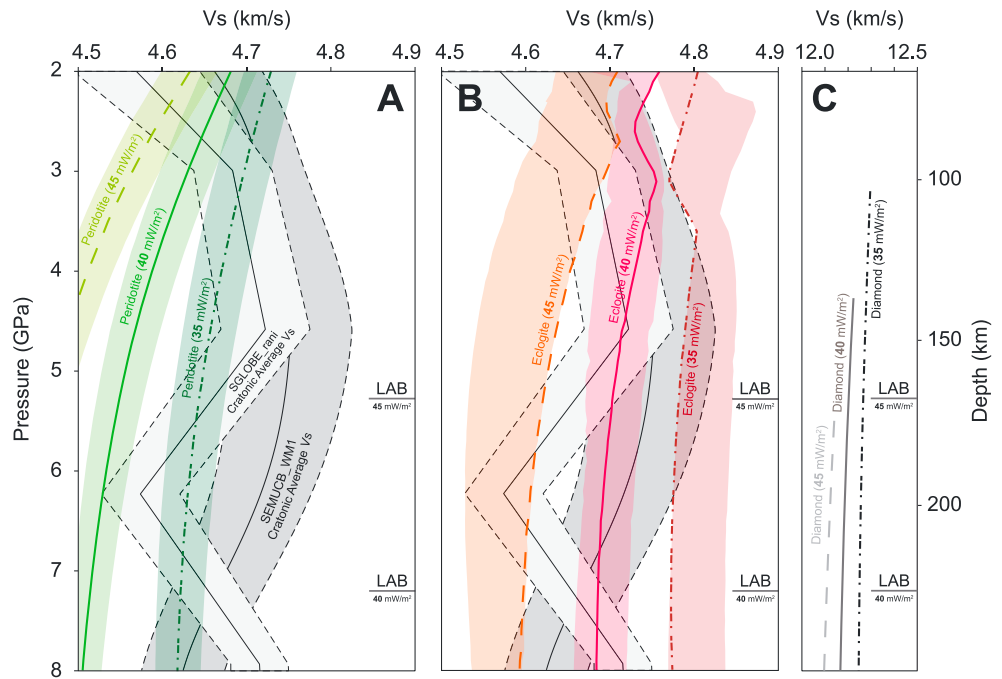 Vs (km/s)
Vs (km/s)
Vs (km/s)
4.5
4.6
4.7
4.8
4.9
4.5
4.6
4.7
4.8
4.9
12.0
12.5
A
B
C
Pressure (GPa)
2
3
4
5
6
7
8
Peridotite (45 mW/m²)
Peridotite (40 mW/m²)
Peridotite (35 mW/m²)
SGLOBE_rani
Cratonic Average Vs
SEMUCB_WM1
Cratonic Average Vs
LAB
45 mW/m²
LAB
40 mW/m²
Eclogite (45 mW/m²)
Eclogite (40 mW/m²)
Eclogite (35 mW/m²)
LAB
45 mW/m²
LAB
40 mW/m²
Diamond (45 mW/m²)
Diamond (40 mW/m²)
Diamond (35 mW/m²)
LAB
45 mW/m²
LAB
40 mW/m²
100
150
200
Depth (km)